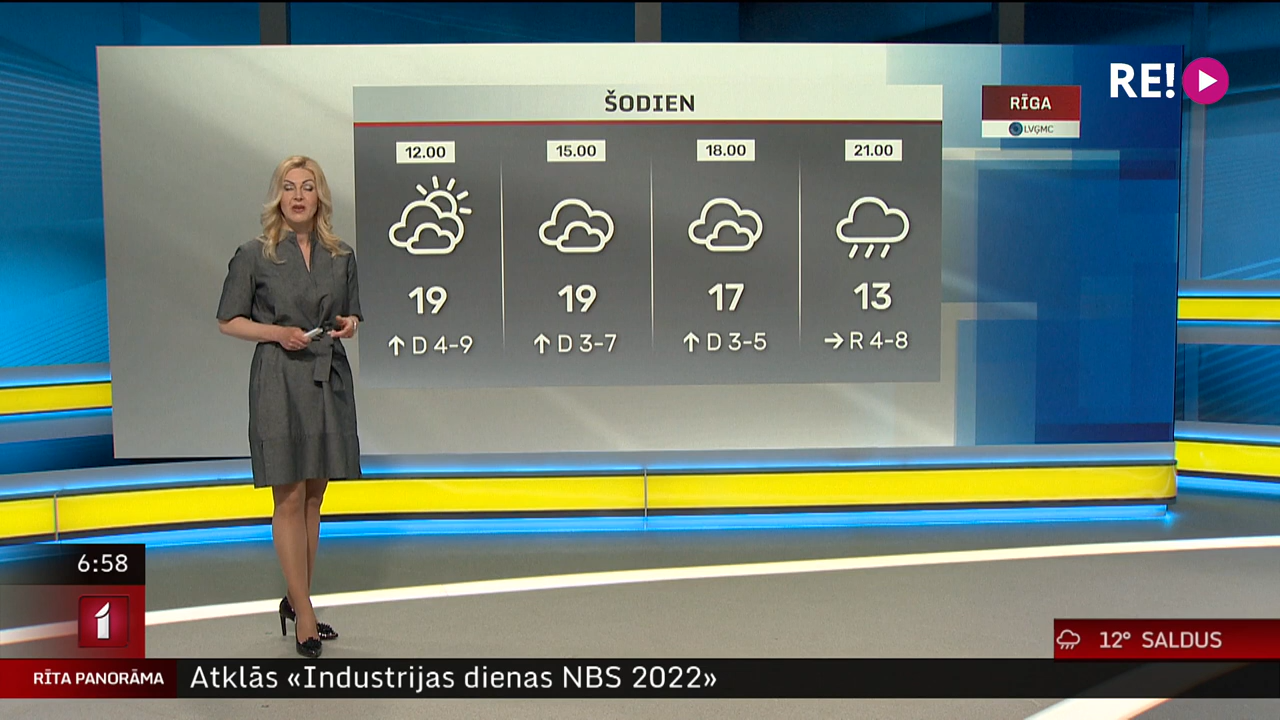 RE!
ŠODIEN
RĪGA
LVĢMC
12.00 15.00 18.00 21.00
19 19 17 13
↑ D 4-9 ↑ D 3-7 ↑ D 3-5 → R 4-8
6:58
1
12° SALDUS
RĪTA PANORĀMA Atklās «Industrijas dienas NBS 2022»